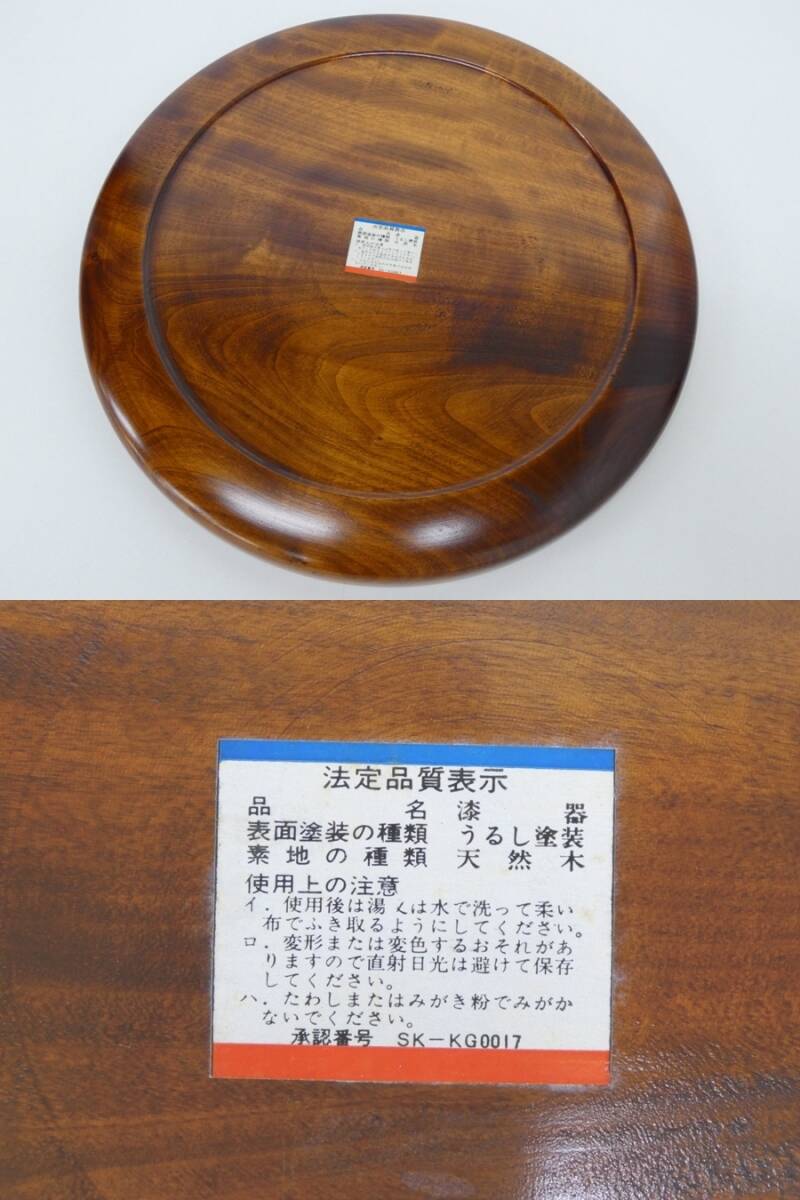 法定品質表示
品名 漆器
表面塗装の種類 うるし塗装
素地の種類 天然木
使用上の注意
イ．使用後は湯又は水で洗って柔い
布でふき取るようにしてください。
ロ．変形または変色するおそれがあ
りますので直射日光は避けて保存
してください。
ハ．たわしまたはみがき粉でみがか
ないでください。
承認番号 SK－KG0017